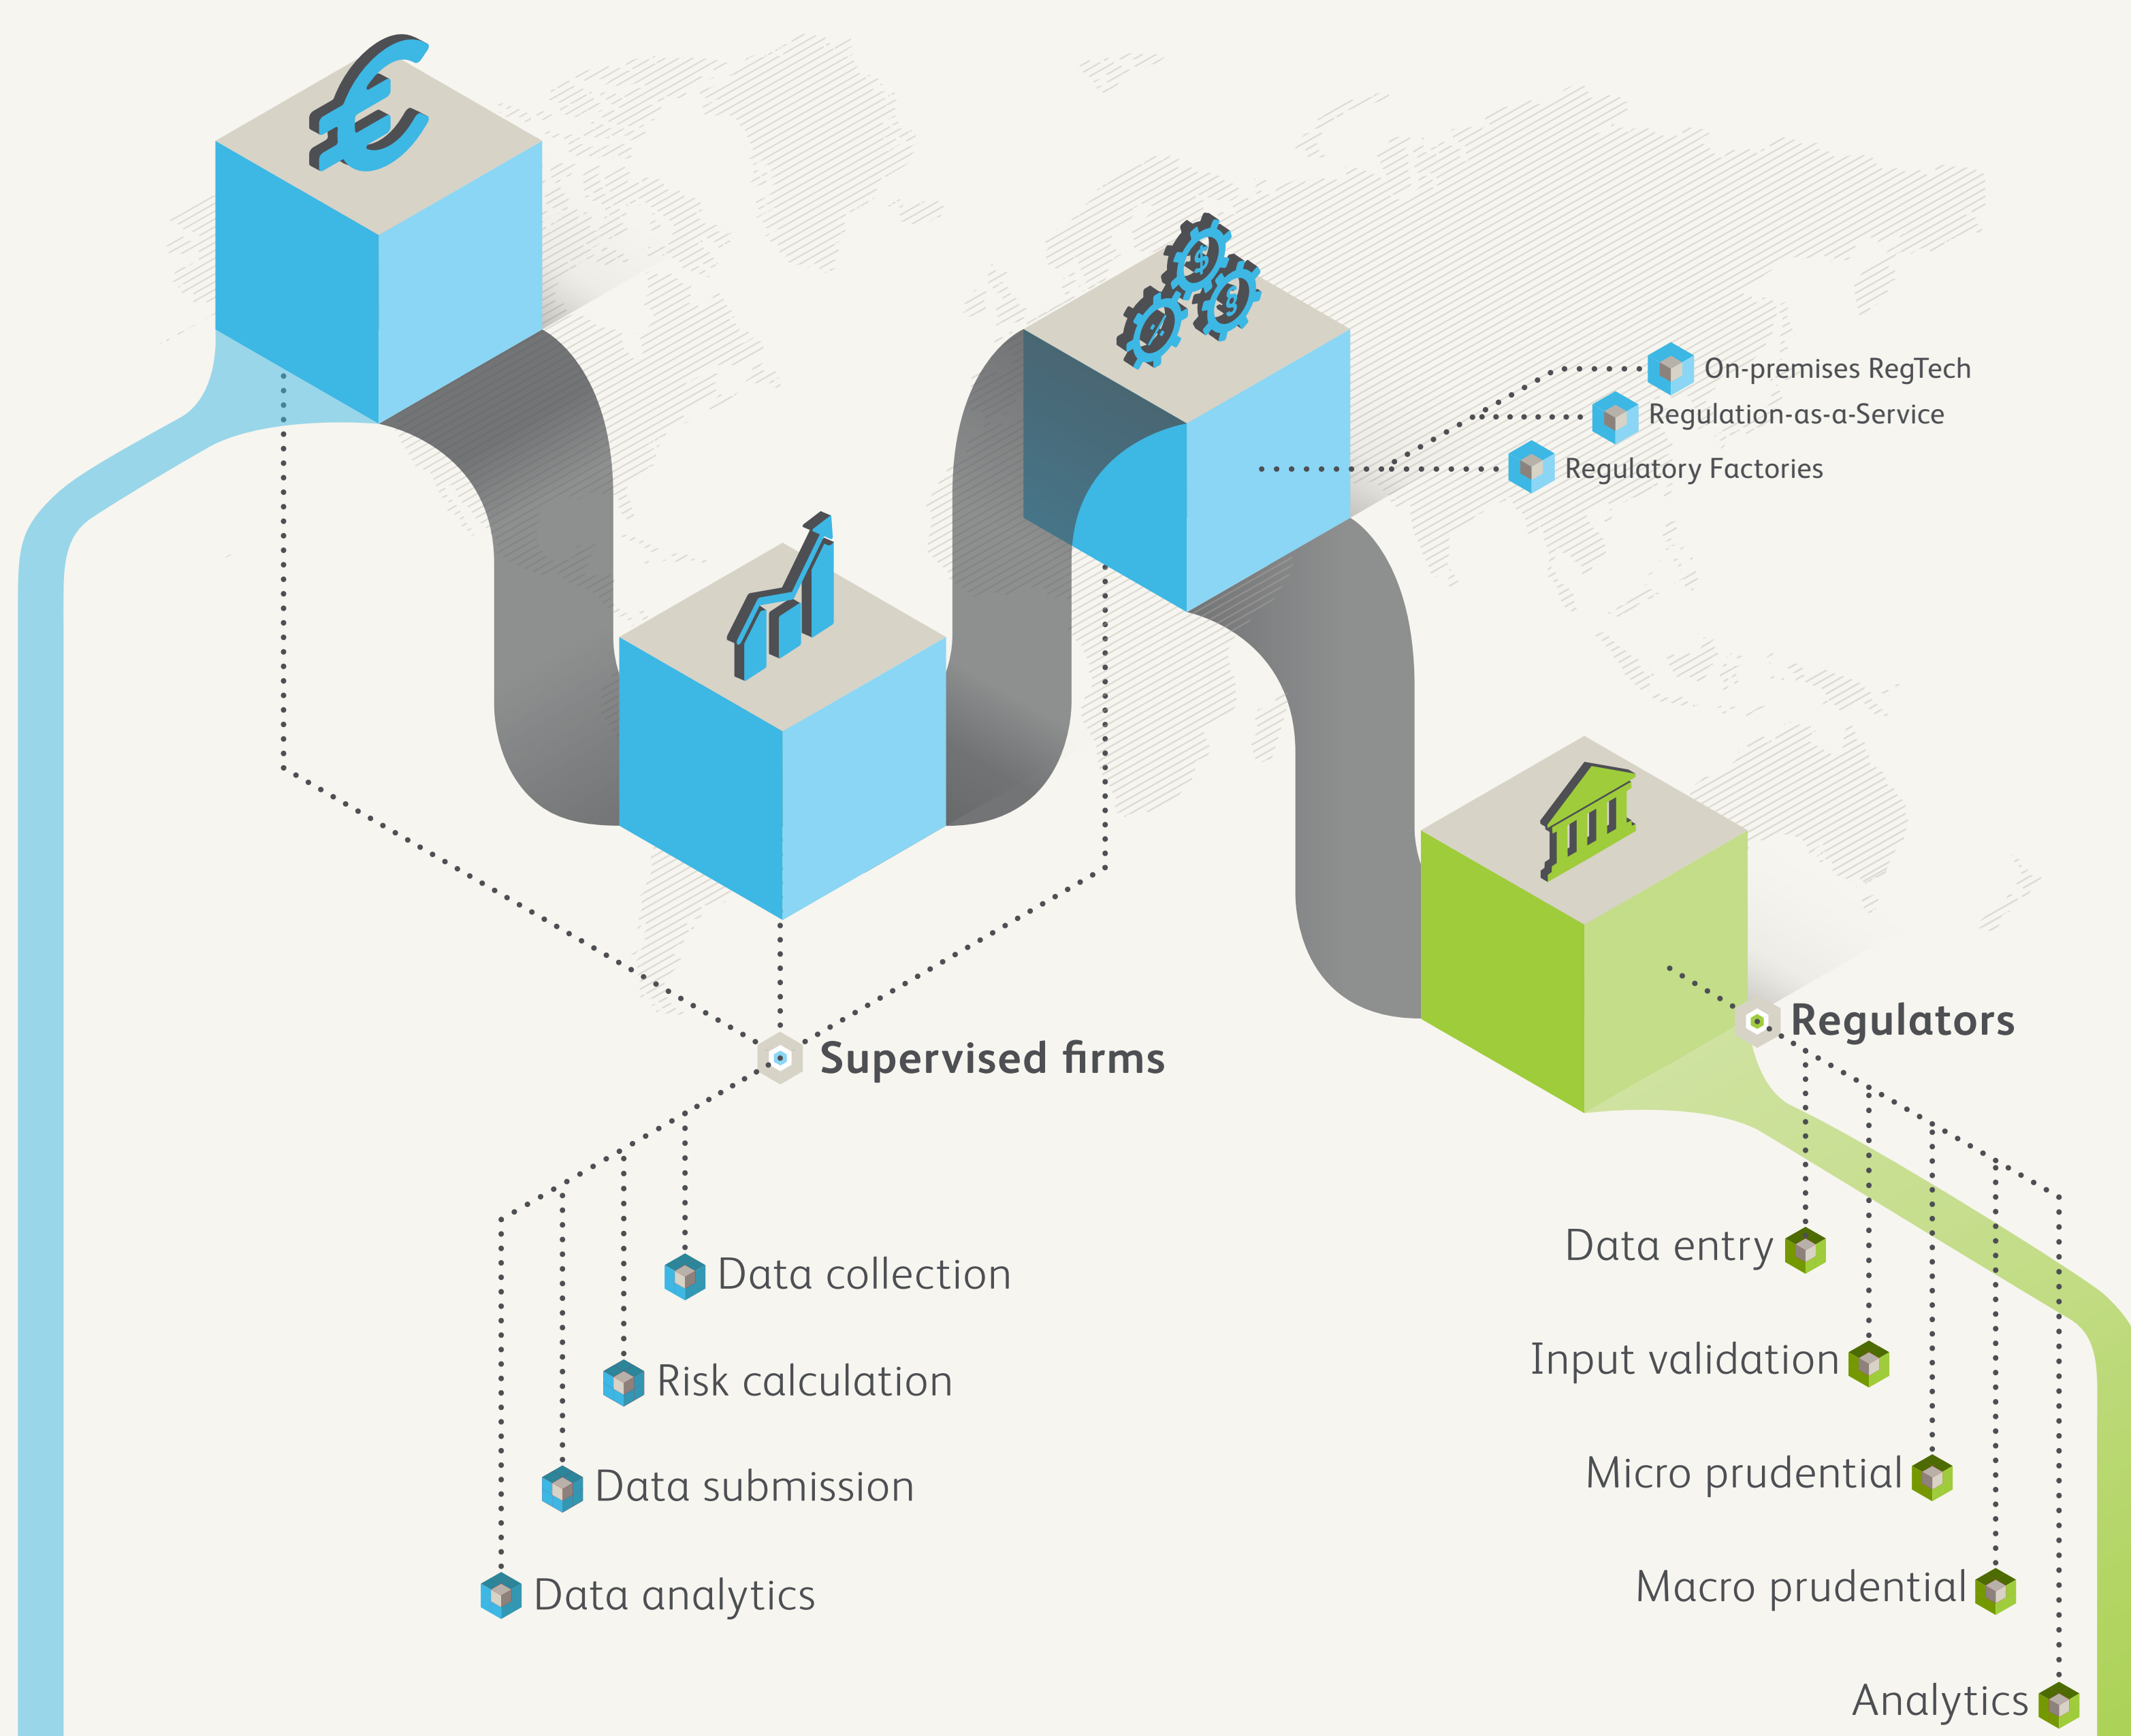 €
On-premises RegTech
Regulation-as-a-Service
Regulatory Factories
$
$
Supervised firms
Data collection
Risk calculation
Data submission
Data analytics
Regulators
Data entry
Input validation
Micro prudential
Macro prudential
Analytics